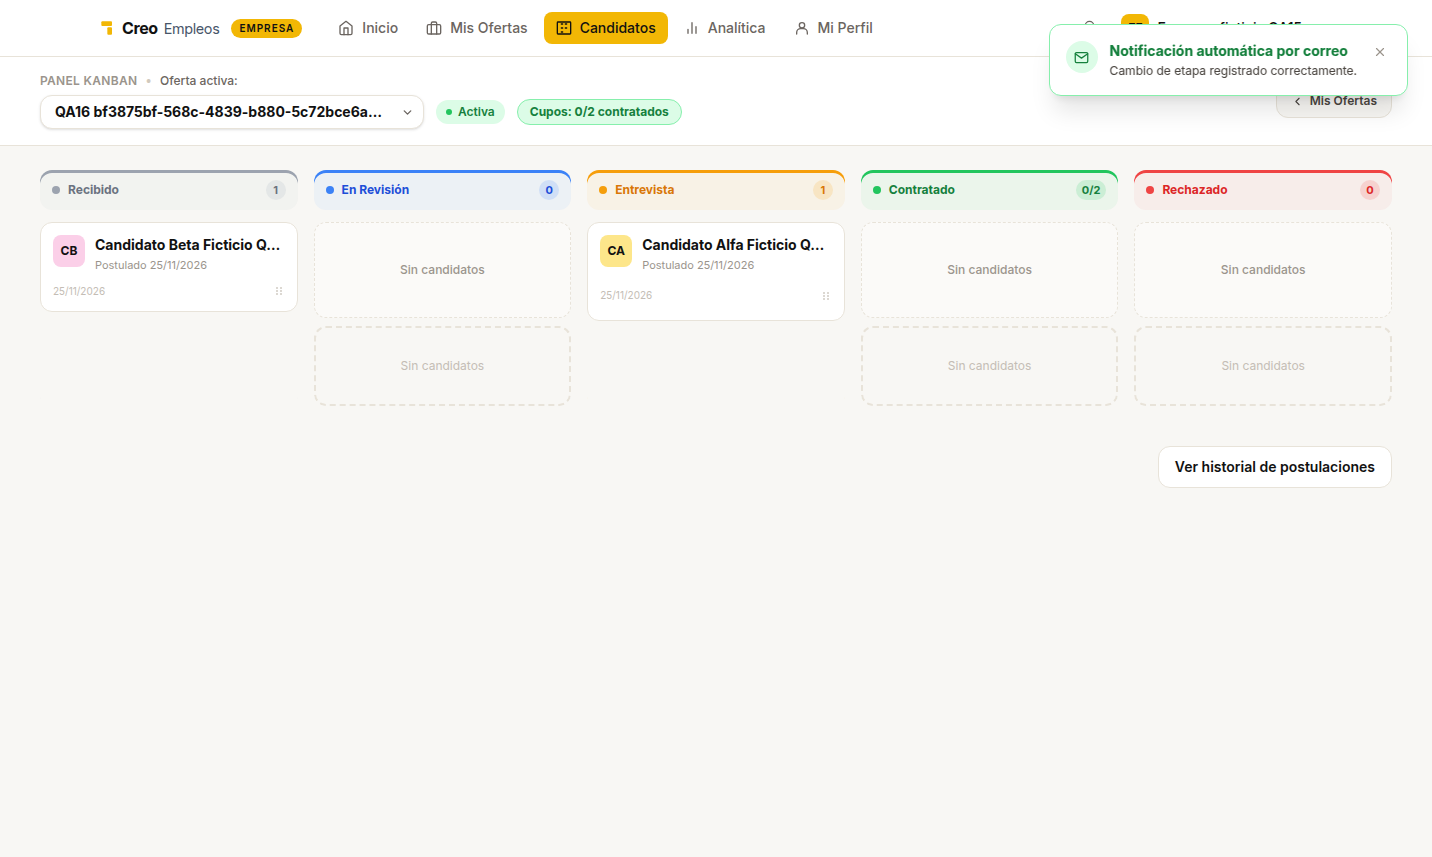 Creo Empleos EMPRESA Inicio Mis Ofertas Candidatos Analítica Mi Perfil
Notificación automática por correo
Cambio de etapa registrado correctamente.
PANEL KANBAN • Oferta activa:
QA16 bf3875bf-568c-4839-b880-5c72bce6a... Activa Cupos: 0/2 contratados Mis Ofertas
Recibido 1 En Revisión 0 Entrevista 1 Contratado 0/2 Rechazado 0
CB Candidato Beta Ficticio Q...
Postulado 25/11/2026
25/11/2026
Sin candidatos
Sin candidatos
CA Candidato Alfa Ficticio Q...
Postulado 25/11/2026
25/11/2026
Sin candidatos
Sin candidatos
Sin candidatos
Sin candidatos
Ver historial de postulaciones